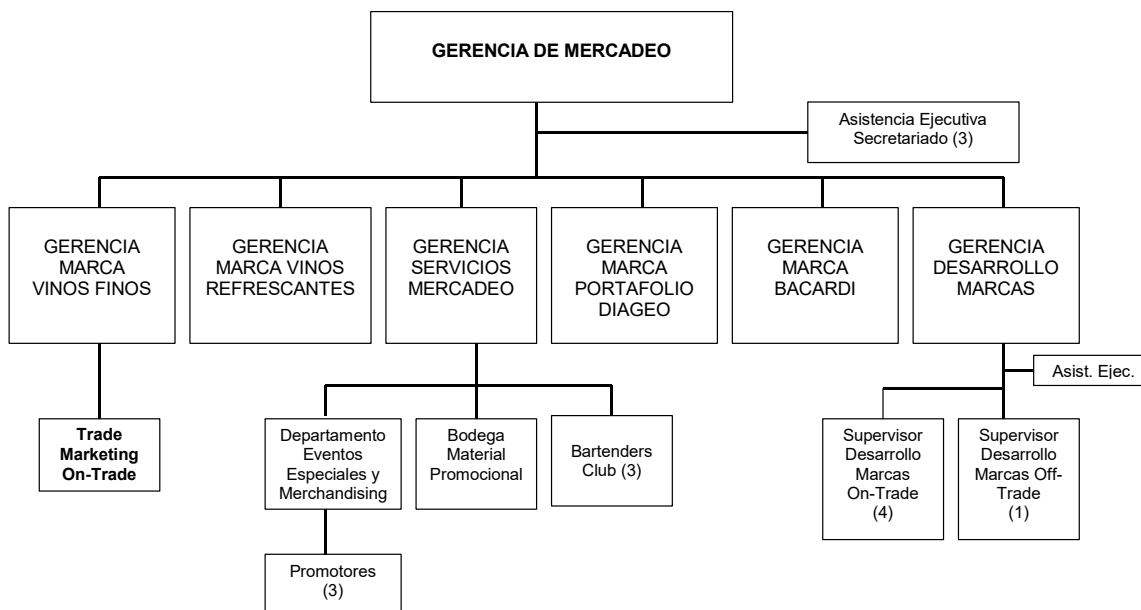 GERENCIA DE MERCADEO
Asistencia Ejecutiva
Secretariado (3)
GERENCIA
MARCA
VINOS FINOS
GERENCIA
MARCA VINOS
REFRESCANTES
GERENCIA
SERVICIOS
MERCADEO
GERENCIA
MARCA
PORTAFOLIO
DIAGEO
GERENCIA
MARCA
BACARDI
GERENCIA
DESARROLLO
MARCAS
Asist. Ejec.
Trade
Marketing
On-Trade
Departamento
Eventos
Especiales y
Merchandising
Bodega
Material
Promocional
Bartenders
Club (3)
Supervisor
Desarrollo
Marcas
On-Trade
(4)
Supervisor
Desarrollo
Marcas Off-
Trade
(1)
Promotores
(3)